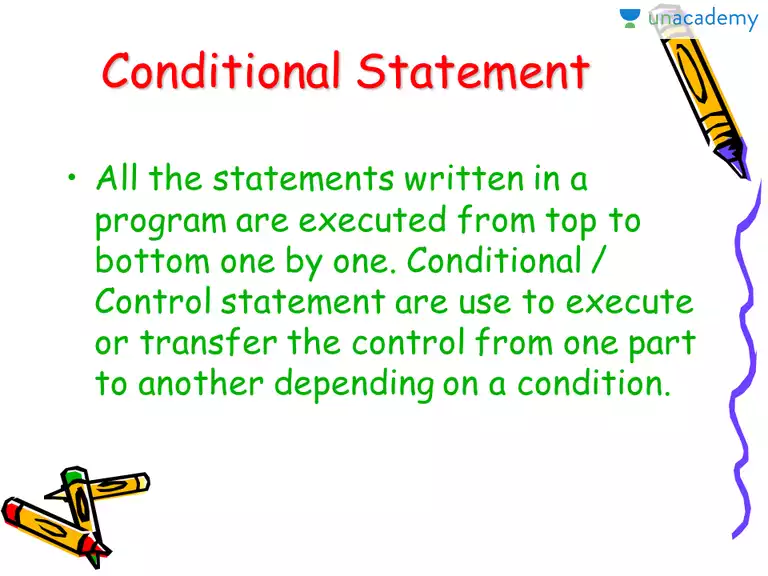 unacademy
Conditional Statement
• All the statements written in a
program are executed from top to
bottom one by one. Conditional /
Control statement are use to execute
or transfer the control from one part
to another depending on a condition.